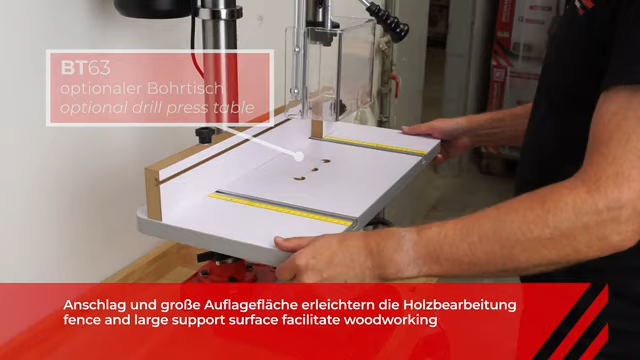 BT63
optionaler Bohrtisch
optional drill press table
Anschlag und große Auflagefläche erleichtern die Holzbearbeitung
fence and large support surface facilitate woodworking